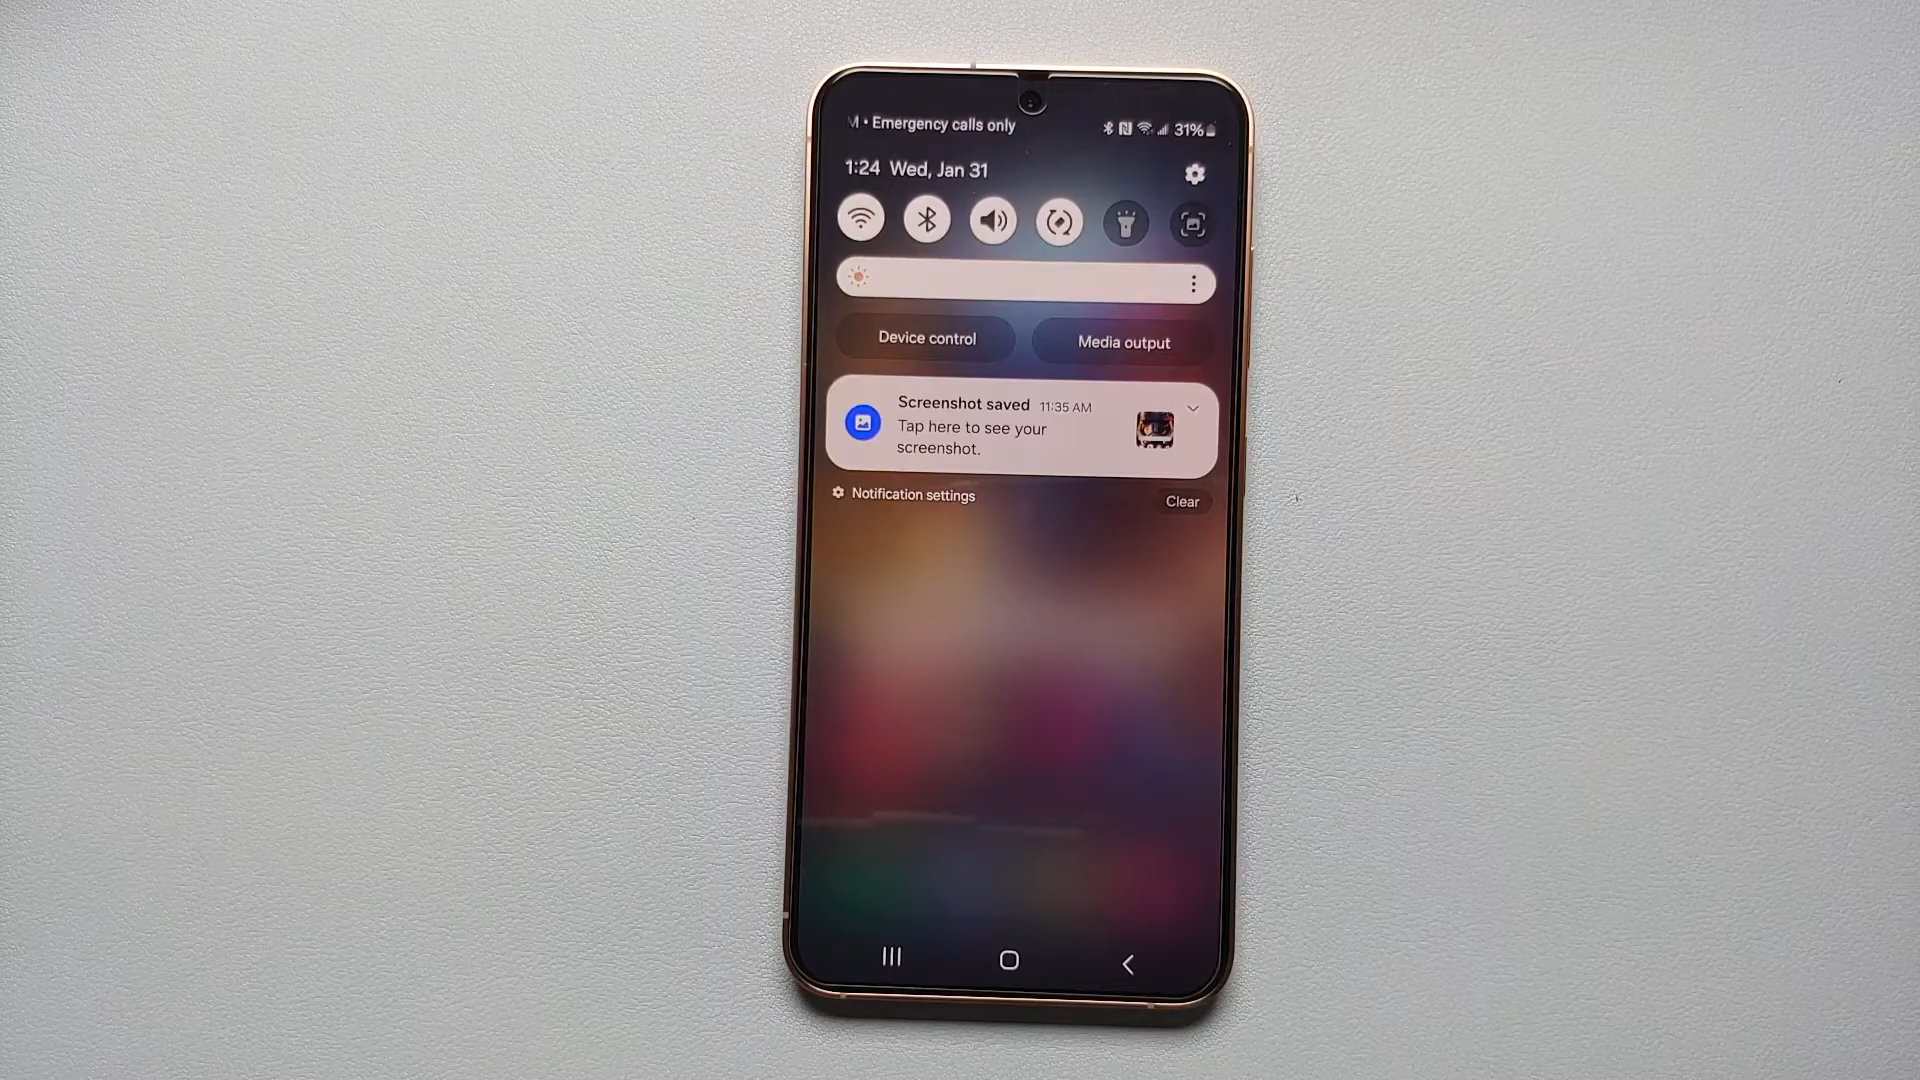 M • Emergency calls only
31%
1:24 Wed, Jan 31
Device control
Media output
Screenshot saved 11:35 AM
Tap here to see your
screenshot.
Notification settings
Clear